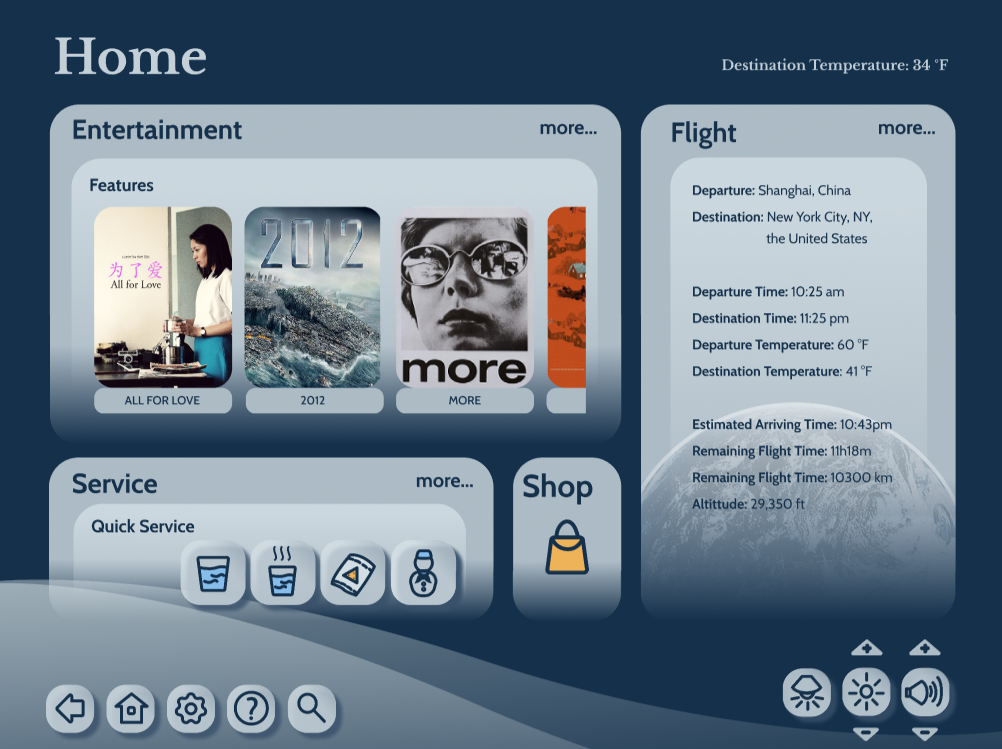 Home
Destination Temperature: 34 °F
Entertainment
more...
Features
为了爱
All for Love
2012
more
ALL FOR LOVE
2012
MORE
Flight
more...
Departure: Shanghai, China
Destination: New York City, NY,
the United States
Departure Time: 10:25 am
Destination Time: 11:25 pm
Departure Temperature: 60 °F
Destination Temperature: 41 °F
Estimated Arriving Time: 10:43pm
Remaining Flight Time: 11h18m
Remaining Flight Time: 10300 km
Altittude: 29,350 ft
Service
more...
Quick Service
Shop